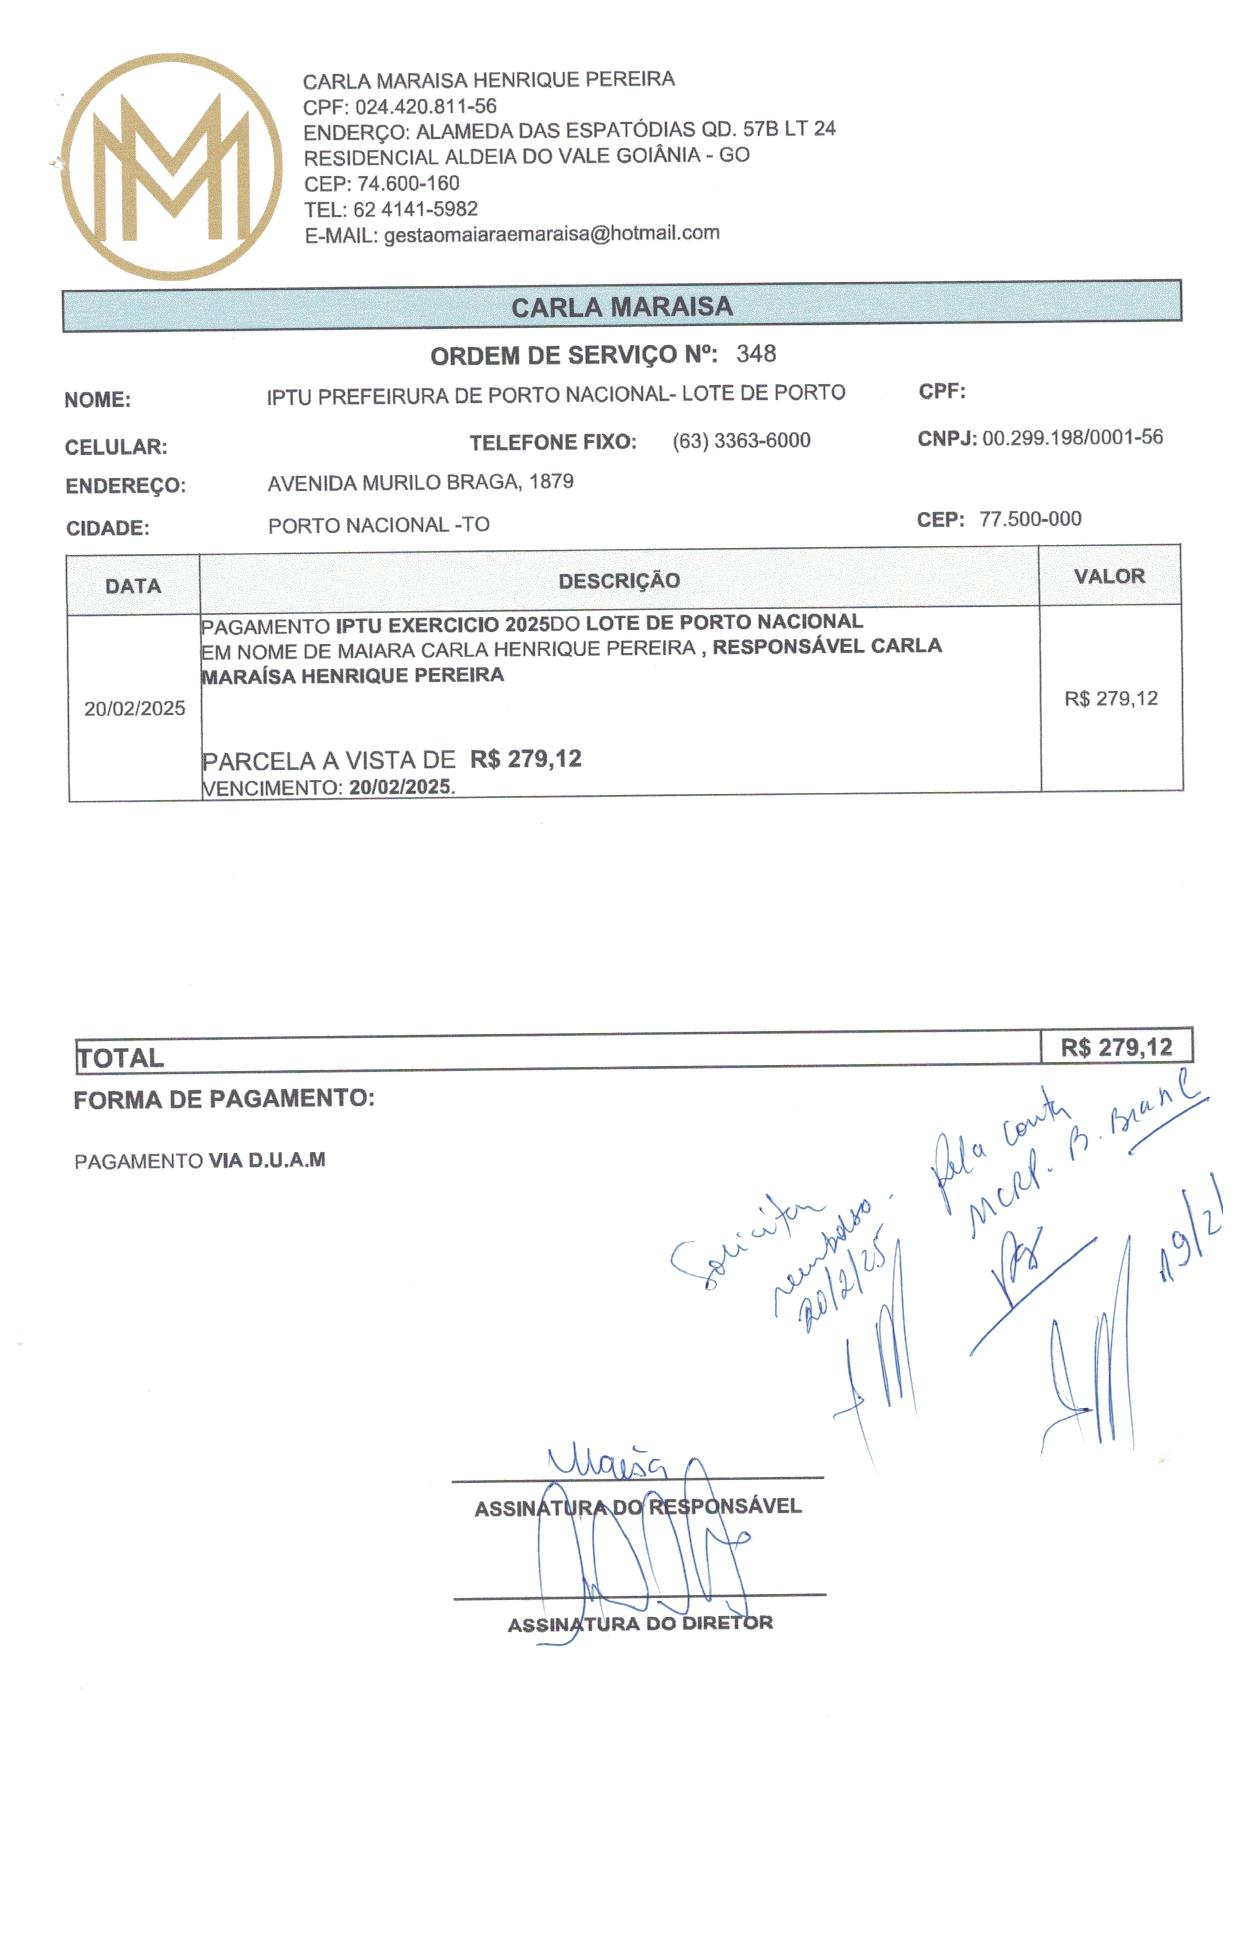 CARLA MARAISA HENRIQUE PEREIRA
CPF: 024.420.811-56
ENDERÇO: ALAMEDA DAS ESPATÓDIAS QD. 57B LT 24
RESIDENCIAL ALDEIA DO VALE GOIÂNIA - GO
CEP: 74.600-160
TEL: 62 4141-5982
E-MAIL: gestaomaiaraemaraisa@hotmail.com
CARLA MARAISA
ORDEM DE SERVIÇO Nº: 348
NOME: IPTU PREFEIRURA DE PORTO NACIONAL- LOTE DE PORTO CPF:
CELULAR: TELEFONE FIXO: (63) 3363-6000 CNPJ: 00.299.198/0001-56
ENDEREÇO: AVENIDA MURILO BRAGA, 1879
CIDADE: PORTO NACIONAL -TO CEP: 77.500-000
DATA DESCRIÇÃO VALOR
PAGAMENTO IPTU EXERCICIO 2025DO LOTE DE PORTO NACIONAL
EM NOME DE MAIARA CARLA HENRIQUE PEREIRA , RESPONSÁVEL CARLA
MARAÍSA HENRIQUE PEREIRA
20/02/2025 R$ 279,12
PARCELA A VISTA DE R$ 279,12
VENCIMENTO: 20/02/2025.
TOTAL R$ 279,12
FORMA DE PAGAMENTO:
PAGAMENTO VIA D.U.A.M
Pela conta
MCRP. B. Brasil
Solicitar
reembolso.
20/2/25
19/2/
ASSINATURA DO RESPONSÁVEL
ASSINATURA DO DIRETOR